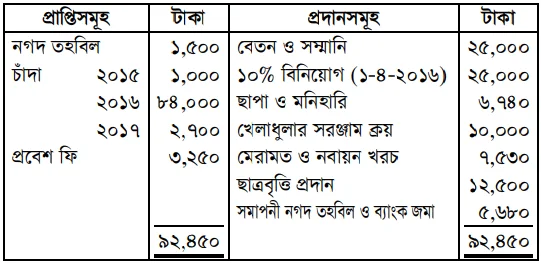 প্রাপ্তিসমূহ টাকা প্রদানসমূহ টাকা
নগদ তহবিল ১,৫০০ বেতন ও সম্মানি ২৫,০০০
চাঁদা ২০১৫ ১,০০০ ১০% বিনিয়োগ (১-৪-২০১৬) ২৫,০০০
২০১৬ ৮৪,০০০ ছাপা ও মনিহারি ৬,৭৪০
২০১৭ ২,৭০০ খেলাধুলার সরঞ্জাম ক্রয় ১০,০০০
প্রবেশ ফি ৩,২৫০ মেরামত ও নবায়ন খরচ ৭,৫৩০
ছাত্রবৃত্তি প্রদান ১২,৫০০
সমাপনী নগদ তহবিল ও ব্যাংক জমা ৫,৬৮০
৯২,৪৫০ ৯২,৪৫০